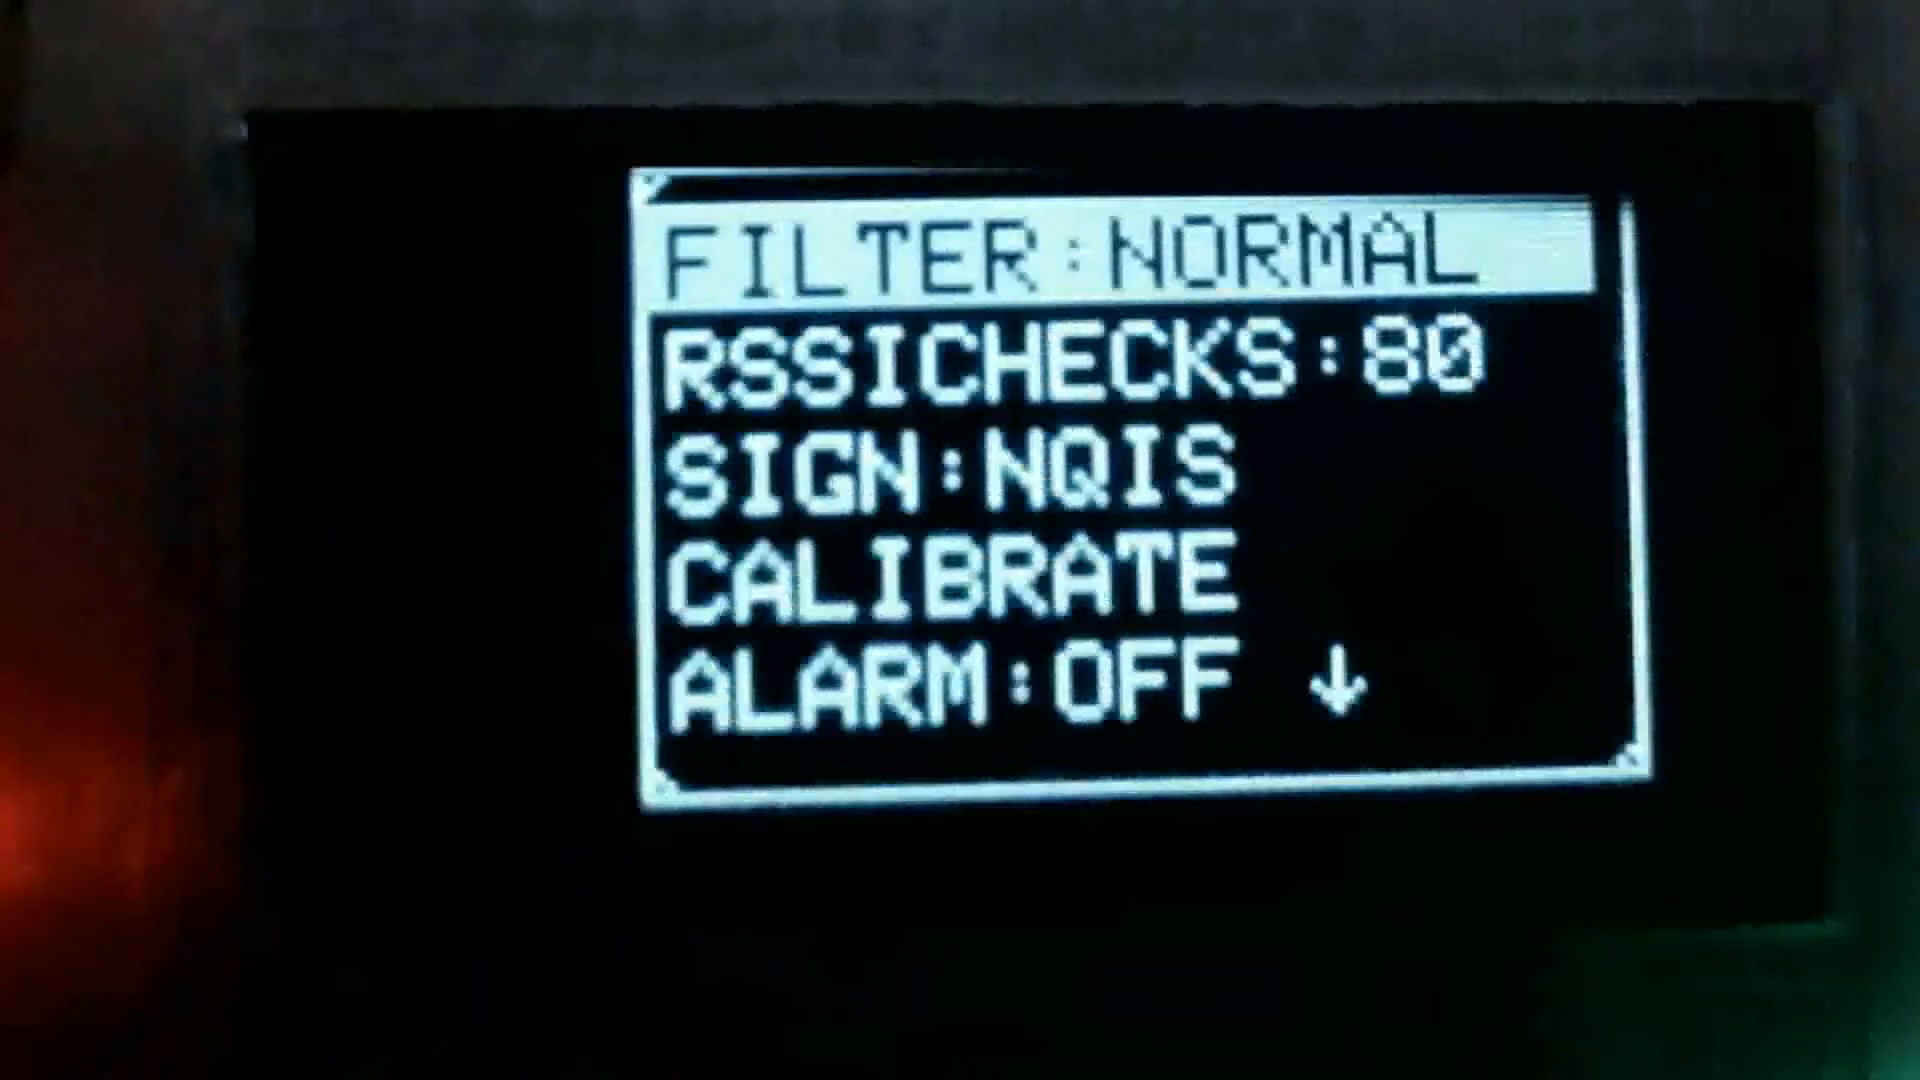 FILTER:NORMAL
RSSICHECKS:80
SIGN:NQIS
CALIBRATE
ALARM:OFF ↓